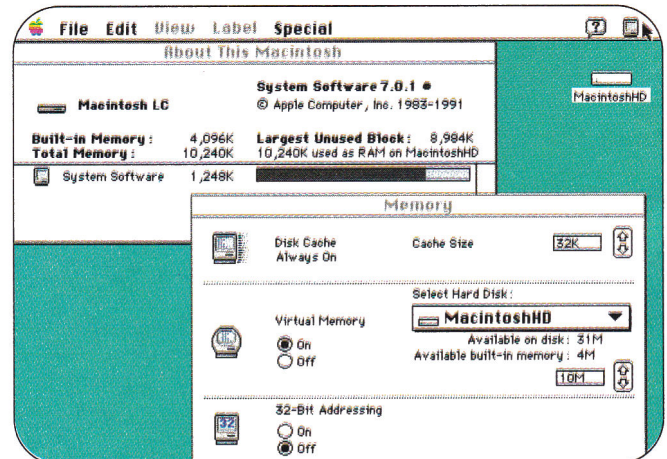 File Edit View Label Special
About This Macintosh
System Software 7.0.1 •
Macintosh LC
© Apple Computer, Inc. 1983-1991
Built-in Memory : 4,096K Largest Unused Block : 8,984K
Total Memory : 10,240K 10,240K used as RAM on MacintoshHD
System Software 1,248K
MacintoshHD
Memory
Disk Cache
Always On
Cache Size 32K
Select Hard Disk :
MacintoshHD
Virtual Memory
On
Off
Available on disk : 31M
Available built-in memory : 4M
10M
32
32-Bit Addressing
On
Off